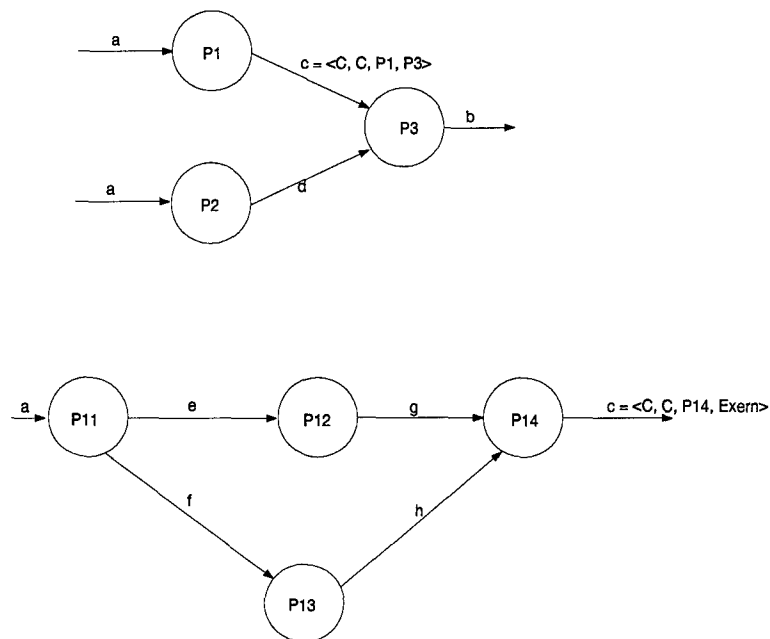 a
P1
c = <C, C, P1, P3>
P3
b
a
P2
d
a
P11
e
P12
g
P14
c = <C, C, P14, Exern>
f
h
P13